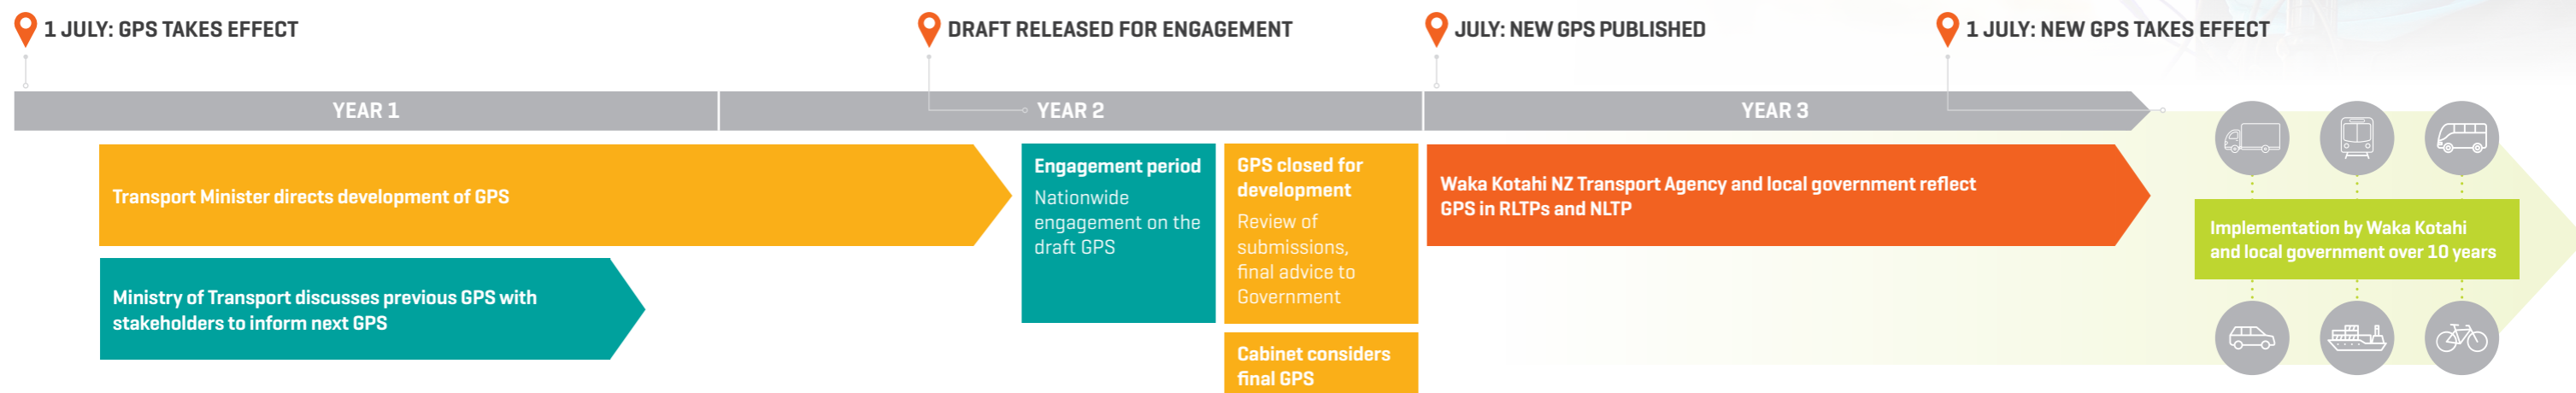 1 JULY: GPS TAKES EFFECT
DRAFT RELEASED FOR ENGAGEMENT
JULY: NEW GPS PUBLISHED
1 JULY: NEW GPS TAKES EFFECT
YEAR 1
YEAR 2
YEAR 3
Transport Minister directs development of GPS
Ministry of Transport discusses previous GPS with
stakeholders to inform next GPS
Engagement period
Nationwide
engagement on the
draft GPS
GPS closed for
development
Review of
submissions,
final advice to
Government
Cabinet considers
final GPS
Waka Kotahi NZ Transport Agency and local government reflect
GPS in RLTPs and NLTP
Implementation by Waka Kotahi
and local government over 10 years